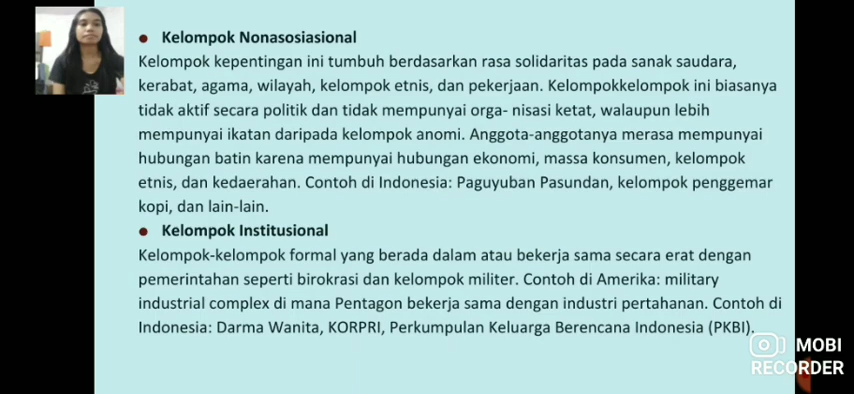 Kelompok Nonasosiasional
Kelompok kepentingan ini tumbuh berdasarkan rasa solidaritas pada sanak saudara,
kerabat, agama, wilayah, kelompok etnis, dan pekerjaan. Kelompokkelompok ini biasanya
tidak aktif secara politik dan tidak mempunyai orga- nisasi ketat, walaupun lebih
mempunyai ikatan daripada kelompok anomi. Anggota-anggotanya merasa mempunyai
hubungan batin karena mempunyai hubungan ekonomi, massa konsumen, kelompok
etnis, dan kedaerahan. Contoh di Indonesia: Paguyuban Pasundan, kelompok penggemar
kopi, dan lain-lain.
Kelompok Institusional
Kelompok-kelompok formal yang berada dalam atau bekerja sama secara erat dengan
pemerintahan seperti birokrasi dan kelompok militer. Contoh di Amerika: military
industrial complex di mana Pentagon bekerja sama dengan industri pertahanan. Contoh di
Indonesia: Darma Wanita, KORPRI, Perkumpulan Keluarga Berencana Indonesia (PKBI).
MOBI
RECORDER